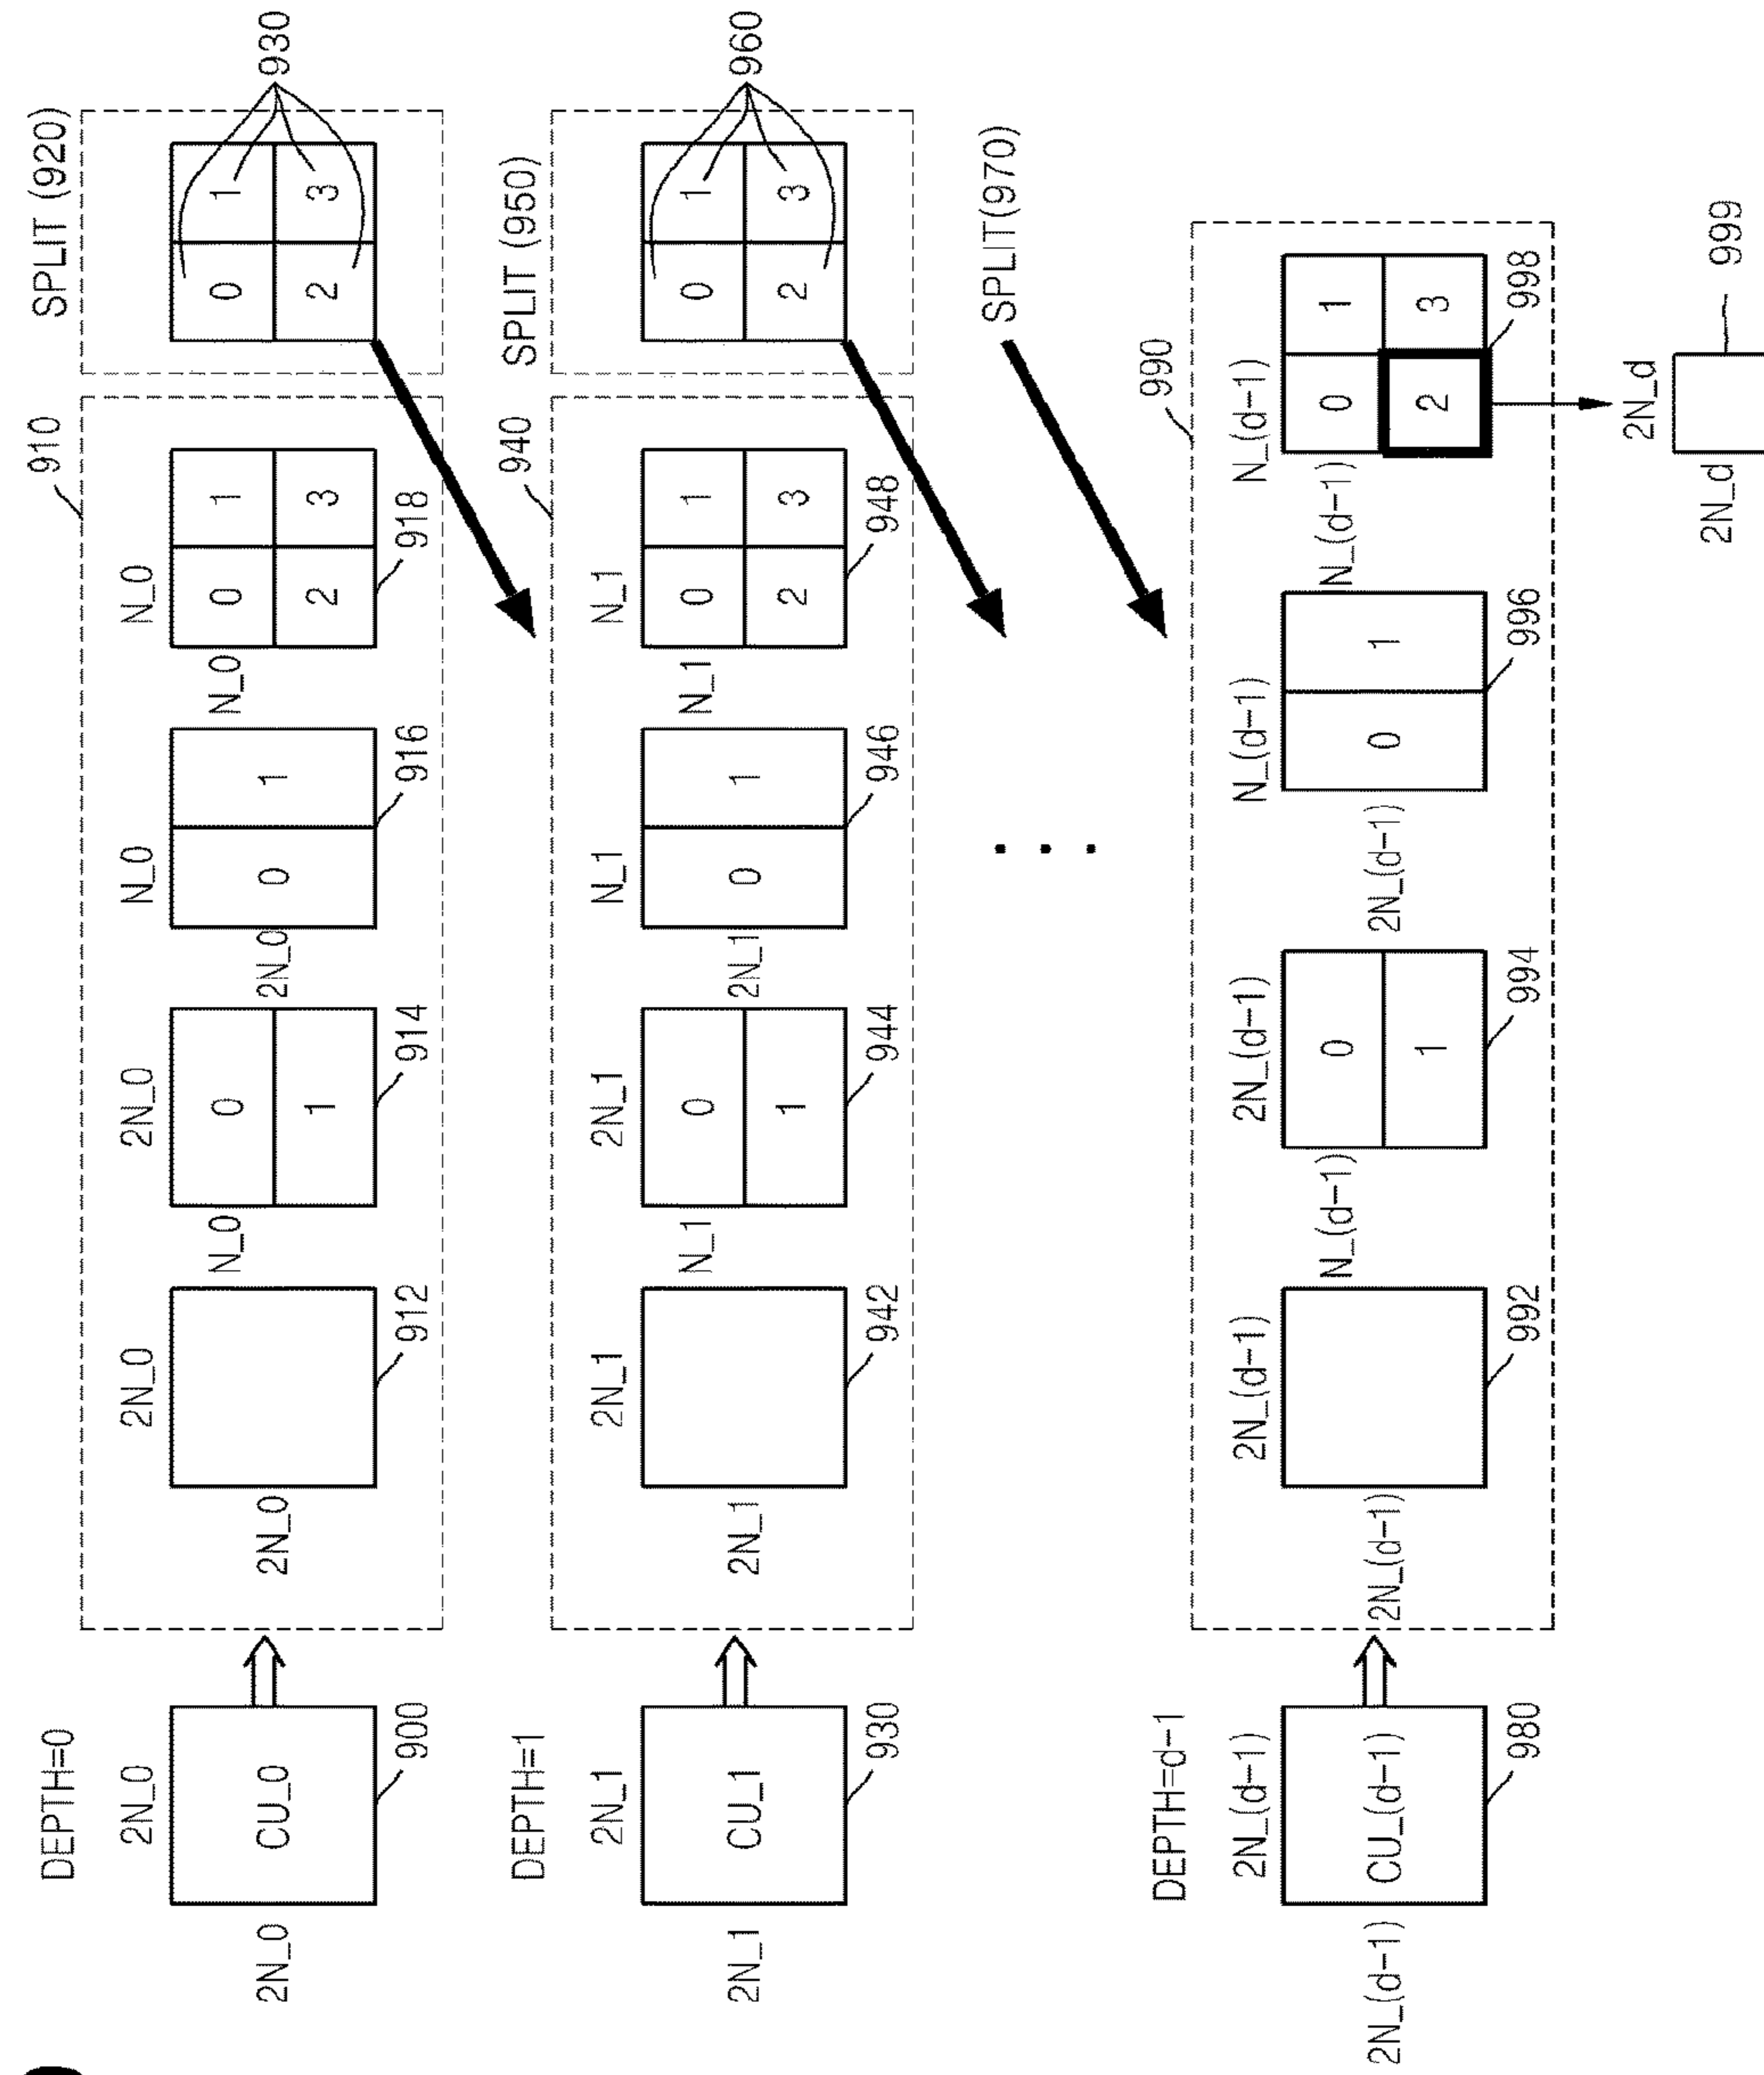 DEPTH=0
SPLIT (920)
910
2N_0
2N_0
2N_0
N_0
N_0
930
2N_0
CU_0
2N_0
N_0
0
1
2N_0
0
1
N_0
0
1
2
3
0
1
2
3
900
912
914
916
918
DEPTH=1
SPLIT (950)
940
2N_1
2N_1
2N_1
N_1
N_1
960
2N_1
CU_1
2N_1
N_1
0
1
2N_1
0
1
N_1
0
1
2
3
0
1
2
3
930
942
944
946
948
SPLIT(970)
DEPTH=d-1
990
2N_(d-1)
2N_(d-1)
2N_(d-1)
N_(d-1)
N_(d-1)
2N_(d-1)
CU_(d-1)
2N_(d-1)
N_(d-1)
0
1
2N_(d-1)
0
1
N_(d-1)
0
1
2
3
980
992
994
996
998
2N_d
2N_d
999